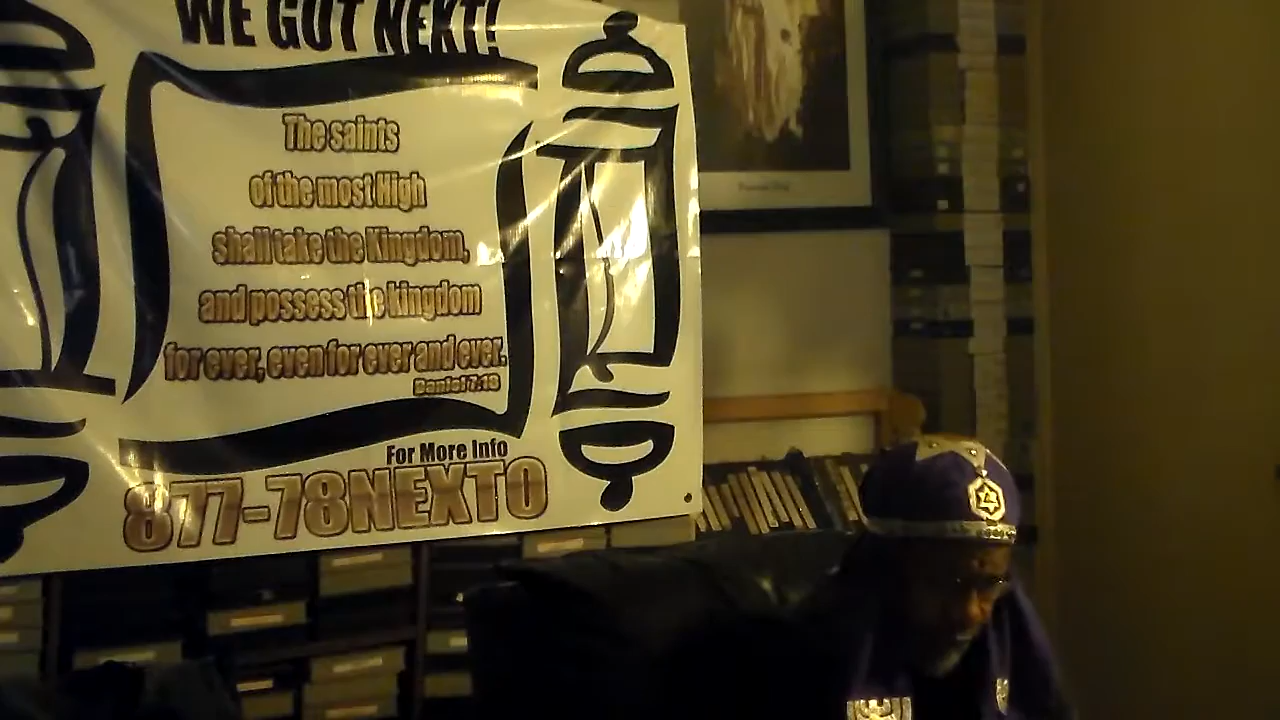 WE GOT NEXT!
The saints
of the most High
shall take the Kingdom,
and possess the kingdom
for ever, even for ever and ever.
Daniel 7:18
For More Info
877-78NEXTO